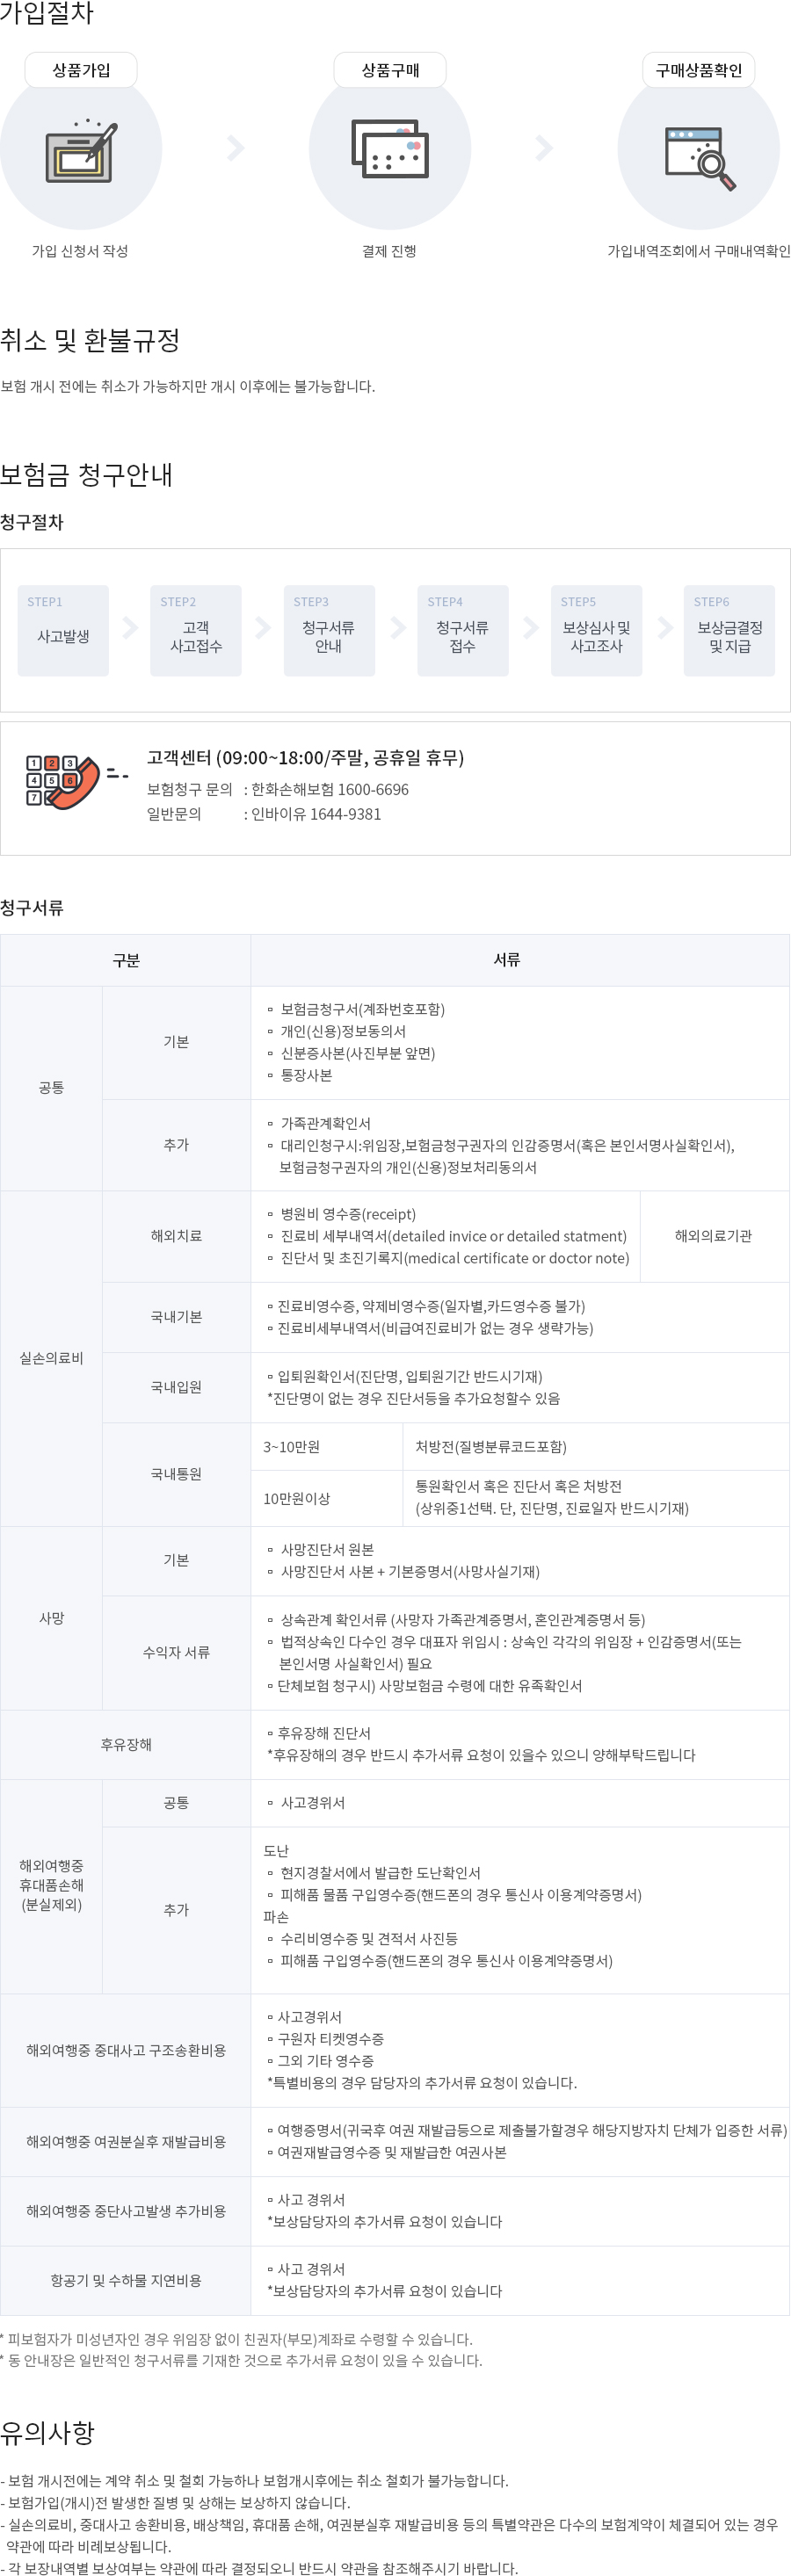 가입절차
상품가입
상품구매
구매상품확인
가입 신청서 작성
결제 진행
가입내역조회에서 구매내역확인
취소 및 환불규정
보험 개시 전에는 취소가 가능하지만 개시 이후에는 불가능합니다.
보험금 청구안내
청구절차
STEP1
사고발생
STEP2
고객
사고접수
STEP3
청구서류
안내
STEP4
청구서류
접수
STEP5
보상심사 및
사고조사
STEP6
보상금결정
및 지급
1 2 3
4 5 6
7
고객센터 (09:00~18:00/주말, 공휴일 휴무)
보험청구 문의 : 한화손해보험 1600-6696
일반문의 : 인바이유 1644-9381
청구서류
구분
서류
공통
기본
▫ 보험금청구서(계좌번호포함)
▫ 개인(신용)정보동의서
▫ 신분증사본(사진부분 앞면)
▫ 통장사본
추가
▫ 가족관계확인서
▫ 대리인청구시:위임장,보험금청구권자의 인감증명서(혹은 본인서명사실확인서),
보험금청구권자의 개인(신용)정보처리동의서
실손의료비
해외치료
▫ 병원비 영수증(receipt)
▫ 진료비 세부내역서(detailed invice or detailed statment)
▫ 진단서 및 초진기록지(medical certificate or doctor note)
해외의료기관
국내기본
▫ 진료비영수증, 약제비영수증(일자별,카드영수증 불가)
▫ 진료비세부내역서(비급여진료비가 없는 경우 생략가능)
국내입원
▫ 입퇴원확인서(진단명, 입퇴원기간 반드시기재)
*진단명이 없는 경우 진단서등을 추가요청할수 있음
국내통원
3~10만원
처방전(질병분류코드포함)
10만원이상
통원확인서 혹은 진단서 혹은 처방전
(상위중1선택. 단, 진단명, 진료일자 반드시기재)
사망
기본
▫ 사망진단서 원본
▫ 사망진단서 사본 + 기본증명서(사망사실기재)
수익자 서류
▫ 상속관계 확인서류 (사망자 가족관계증명서, 혼인관계증명서 등)
▫ 법적상속인 다수인 경우 대표자 위임시 : 상속인 각각의 위임장 + 인감증명서(또는
본인서명 사실확인서) 필요
▫ 단체보험 청구시) 사망보험금 수령에 대한 유족확인서
후유장해
▫ 후유장해 진단서
*후유장해의 경우 반드시 추가서류 요청이 있을수 있으니 양해부탁드립니다
해외여행중
휴대품손해
(분실제외)
공통
▫ 사고경위서
추가
도난
▫ 현지경찰서에서 발급한 도난확인서
▫ 피해품 물품 구입영수증(핸드폰의 경우 통신사 이용계약증명서)
파손
▫ 수리비영수증 및 견적서 사진등
▫ 피해품 구입영수증(핸드폰의 경우 통신사 이용계약증명서)
해외여행중 중대사고 구조송환비용
▫ 사고경위서
▫ 구원자 티켓영수증
▫ 그외 기타 영수증
*특별비용의 경우 담당자의 추가서류 요청이 있습니다.
해외여행중 여권분실후 재발급비용
▫ 여행증명서(귀국후 여권 재발급등으로 제출불가할경우 해당지방자치 단체가 입증한 서류)
▫ 여권재발급영수증 및 재발급한 여권사본
해외여행중 중단사고발생 추가비용
▫ 사고 경위서
*보상담당자의 추가서류 요청이 있습니다
항공기 및 수하물 지연비용
▫ 사고 경위서
*보상담당자의 추가서류 요청이 있습니다
* 피보험자가 미성년자인 경우 위임장 없이 친권자(부모)계좌로 수령할 수 있습니다.
* 동 안내장은 일반적인 청구서류를 기재한 것으로 추가서류 요청이 있을 수 있습니다.
유의사항
- 보험 개시전에는 계약 취소 및 철회 가능하나 보험개시후에는 취소 철회가 불가능합니다.
- 보험가입(개시)전 발생한 질병 및 상해는 보상하지 않습니다.
- 실손의료비, 중대사고 송환비용, 배상책임, 휴대품 손해, 여권분실후 재발급비용 등의 특별약관은 다수의 보험계약이 체결되어 있는 경우
약관에 따라 비례보상됩니다.
- 각 보장내역별 보상여부는 약관에 따라 결정되오니 반드시 약관을 참조해주시기 바랍니다.